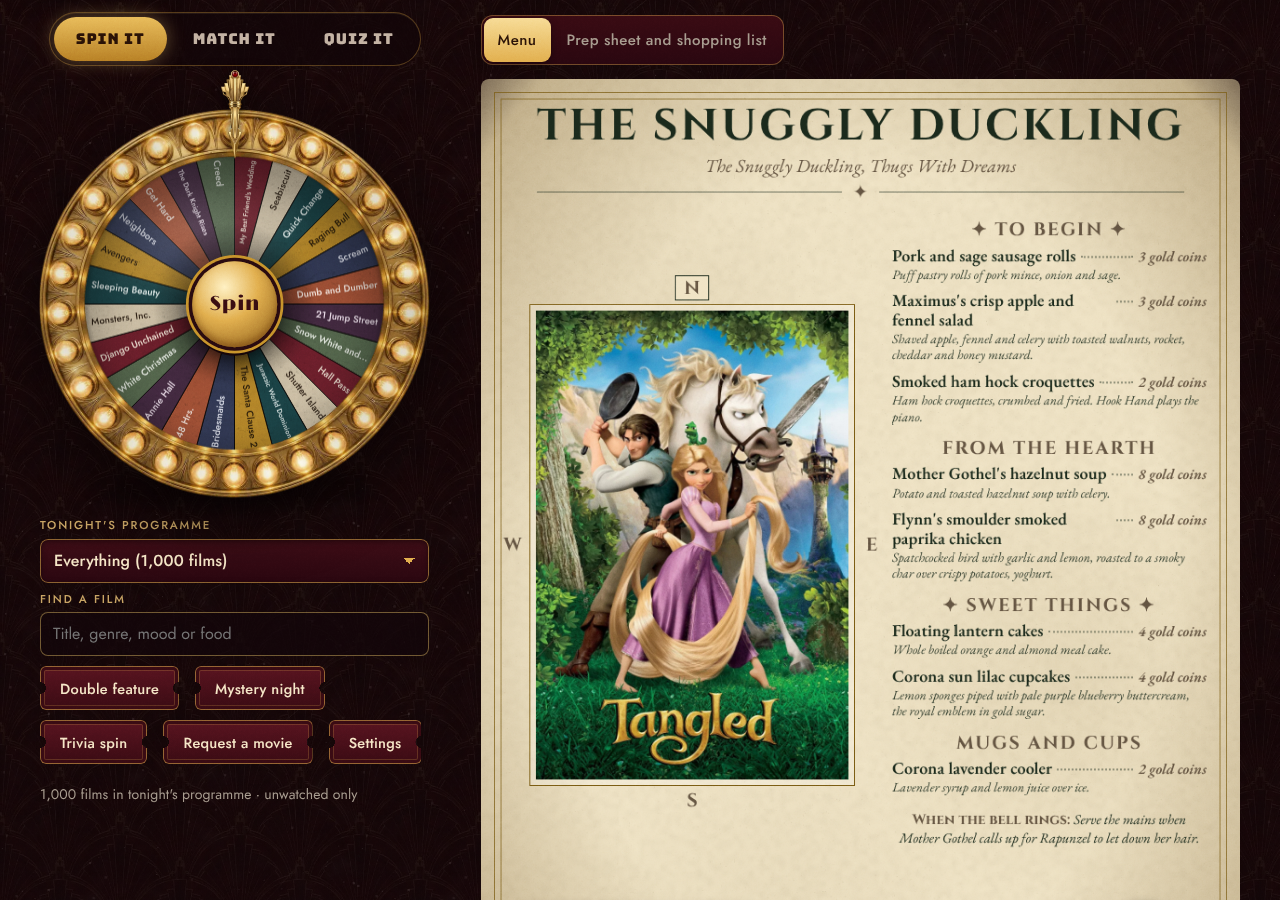 SPIN IT
MATCH IT
QUIZ IT
Creed
My Best Friend's Wedding
Seabiscuit
Quick Change
Raging Bull
Scream
Dumb and Dumber
21 Jump Street
Snow White and...
Hall Pass
Shutter Island
Jurassic World Dominion
The Santa Clause 2
Bridesmaids
48 Hrs.
Annie Hall
White Christmas
Django Unchained
Monsters, Inc.
Sleeping Beauty
Avengers
Neighbors
Get Hard
The Dark Knight Rises
Spin
TONIGHT'S PROGRAMME
Everything (1,000 films)
FIND A FILM
Title, genre, mood or food
Double feature
Mystery night
Trivia spin
Request a movie
Settings
1,000 films in tonight's programme · unwatched only
Menu
Prep sheet and shopping list
THE SNUGGLY DUCKLING
The Snuggly Duckling, Thugs With Dreams
N
W
E
S
Tangled
TO BEGIN
Pork and sage sausage rolls 3 gold coins
Puff pastry rolls of pork mince, onion and sage.
Maximus's crisp apple and 3 gold coins
fennel salad
Shaved apple, fennel and celery with toasted walnuts, rocket,
cheddar and honey mustard.
Smoked ham hock croquettes 2 gold coins
Ham hock croquettes, crumbed and fried. Hook Hand plays the
piano.
FROM THE HEARTH
Mother Gothel's hazelnut soup 8 gold coins
Potato and toasted hazelnut soup with celery.
Flynn's smoulder smoked 8 gold coins
paprika chicken
Spatchcocked bird with garlic and lemon, roasted to a smoky
char over crispy potatoes, yoghurt.
SWEET THINGS
Floating lantern cakes 4 gold coins
Whole boiled orange and almond meal cake.
Corona sun lilac cupcakes 4 gold coins
Lemon sponges piped with pale purple blueberry buttercream,
the royal emblem in gold sugar.
MUGS AND CUPS
Corona lavender cooler 2 gold coins
Lavender syrup and lemon juice over ice.
WHEN THE BELL RINGS: Serve the mains when
Mother Gothel calls up for Rapunzel to let down her hair.